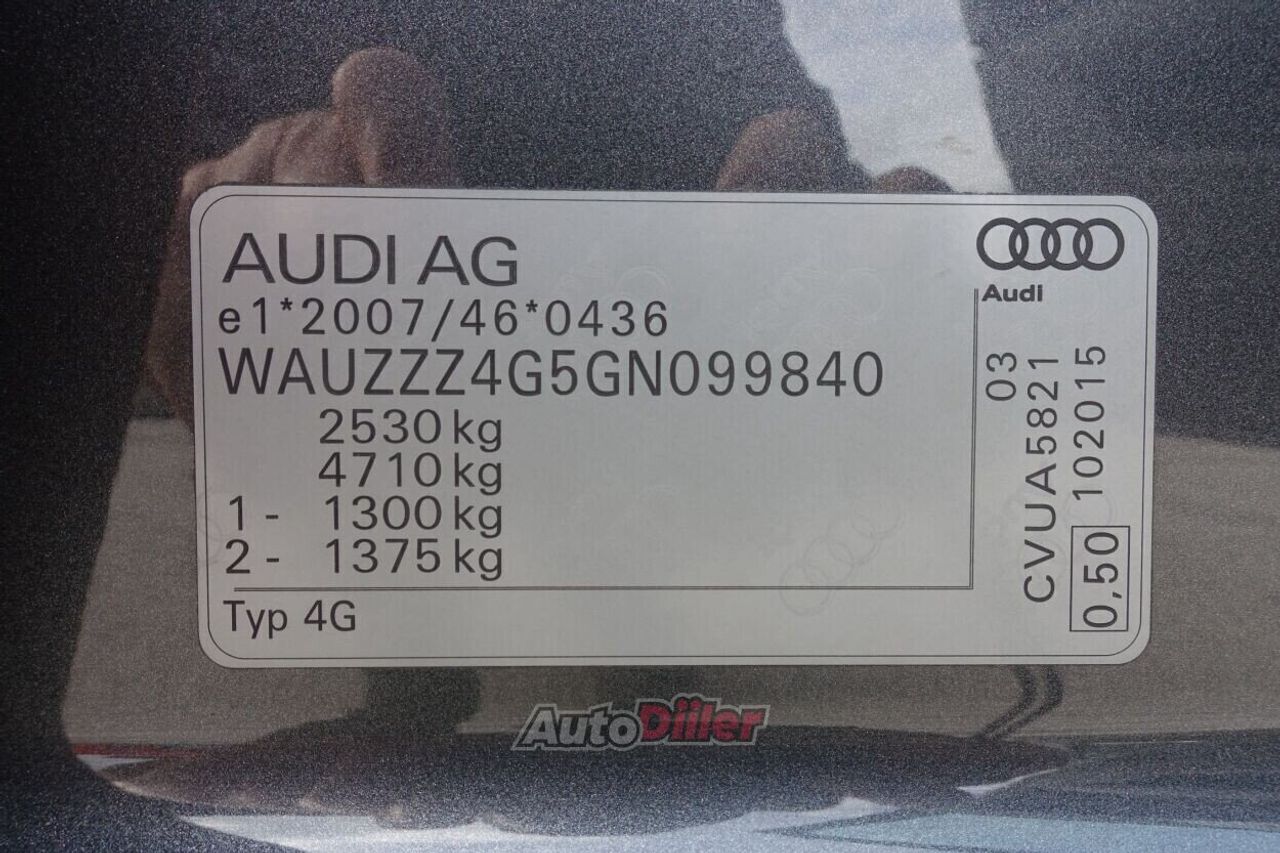 AUDI AG
e1*2007/46*0436
WAUZZZ4G5GN099840
2530 kg
4710 kg
1 - 1300 kg
2 - 1375 kg
Typ 4G
Audi
03
CVUA5821
0,50 102015
AutoDiiler